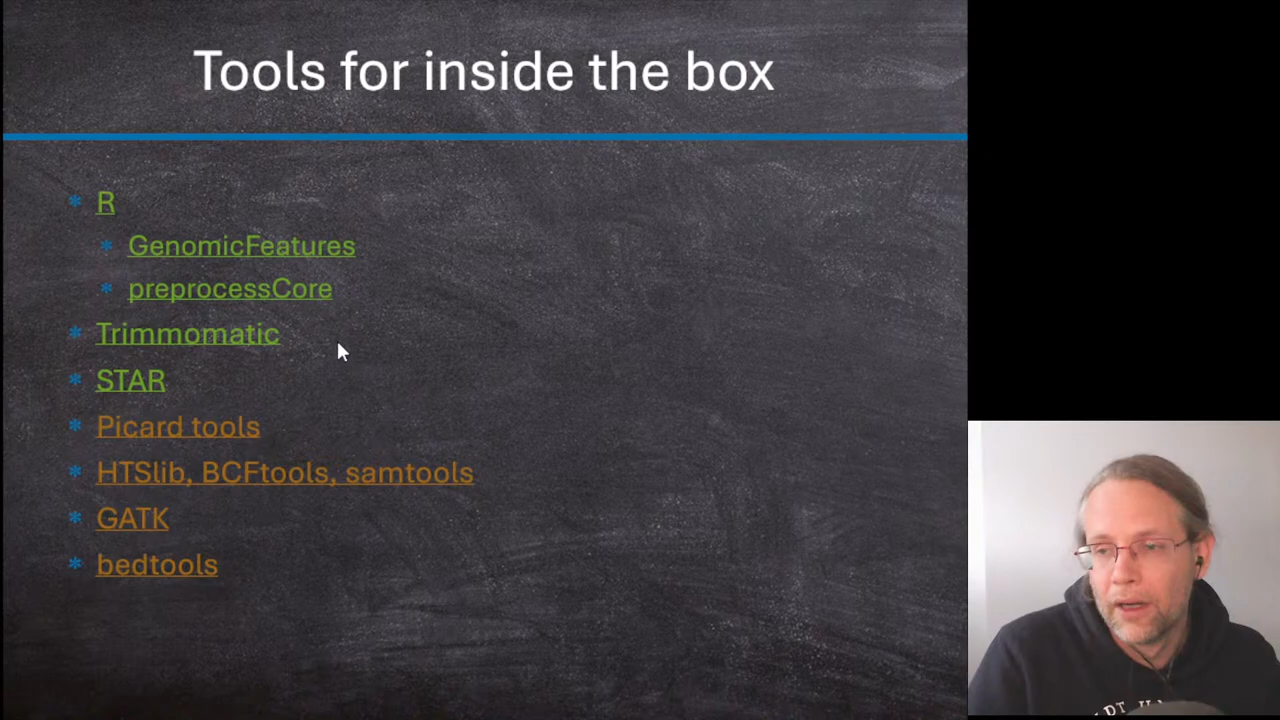 Tools for inside the box
* R
* GenomicFeatures
* preprocessCore
* Trimmomatic
* STAR
* Picard tools
* HTSlib, BCFtools, samtools
* GATK
* bedtools